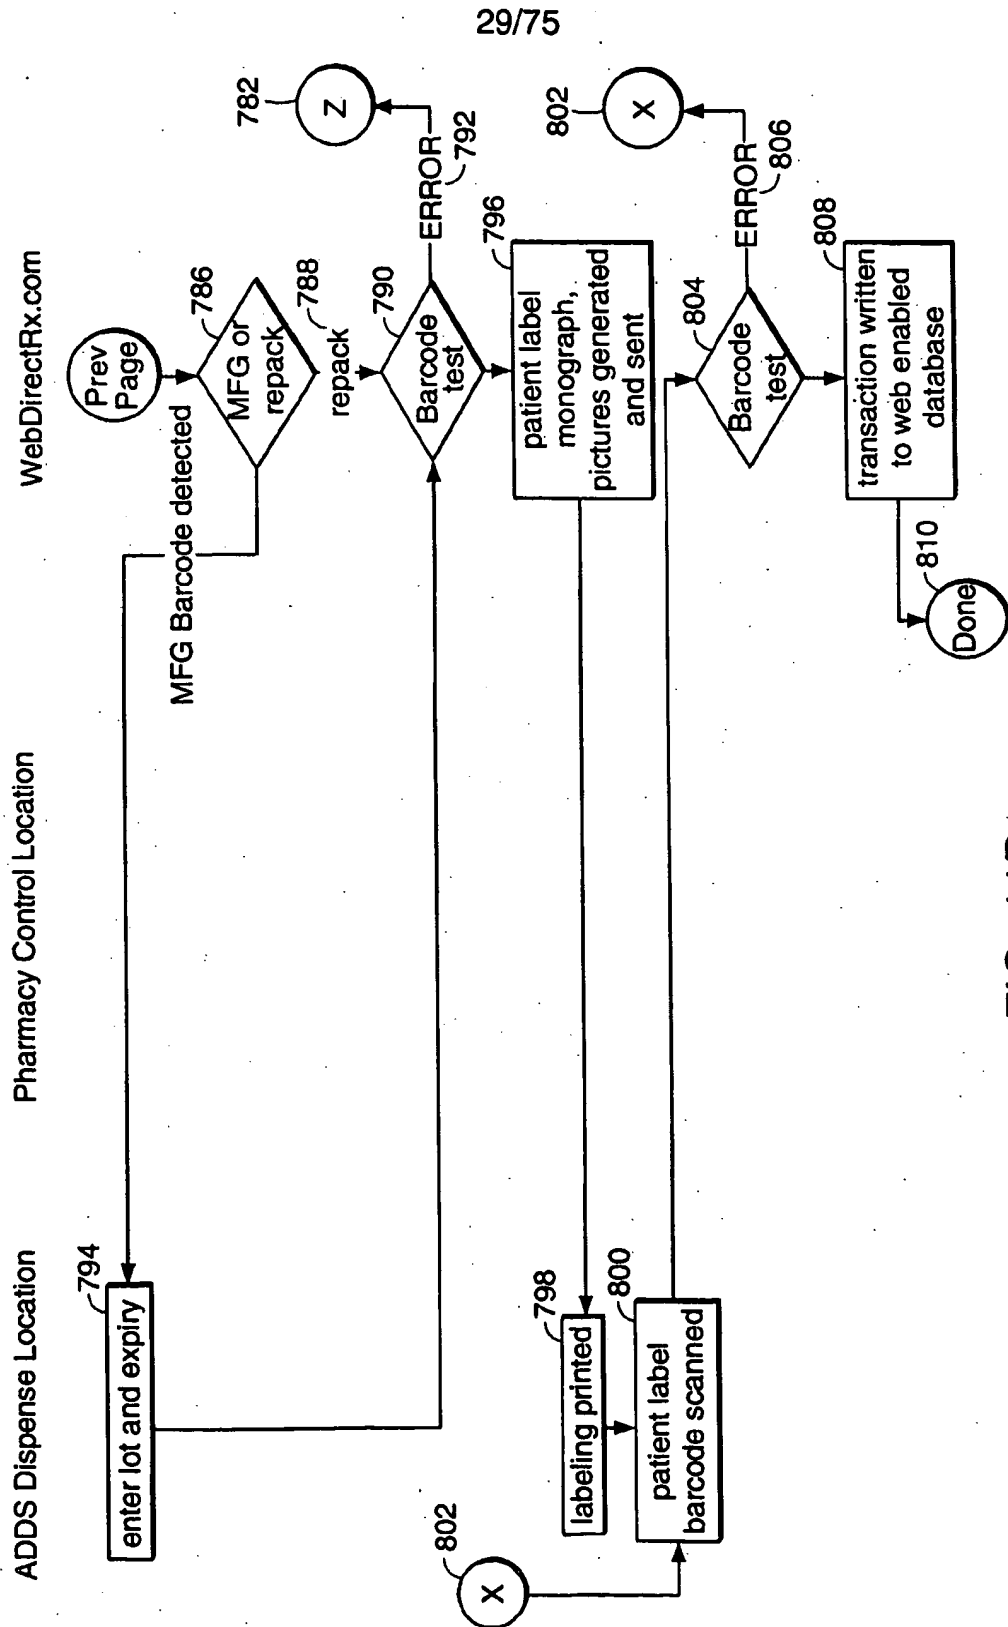 29/75
ADDS Dispense Location
Pharmacy Control Location
WebDirectRx.com
Prev
Page
786
MFG or
repack
MFG Barcode detected
788
repack
794
enter lot and expiry
790
Barcode
test
ERROR
792
782
Z
796
patient label
monograph,
pictures generated
and sent
798
labeling printed
800
patient label
barcode scanned
802
X
804
Barcode
test
ERROR
806
802
X
808
transaction written
to web enabled
database
810
Done